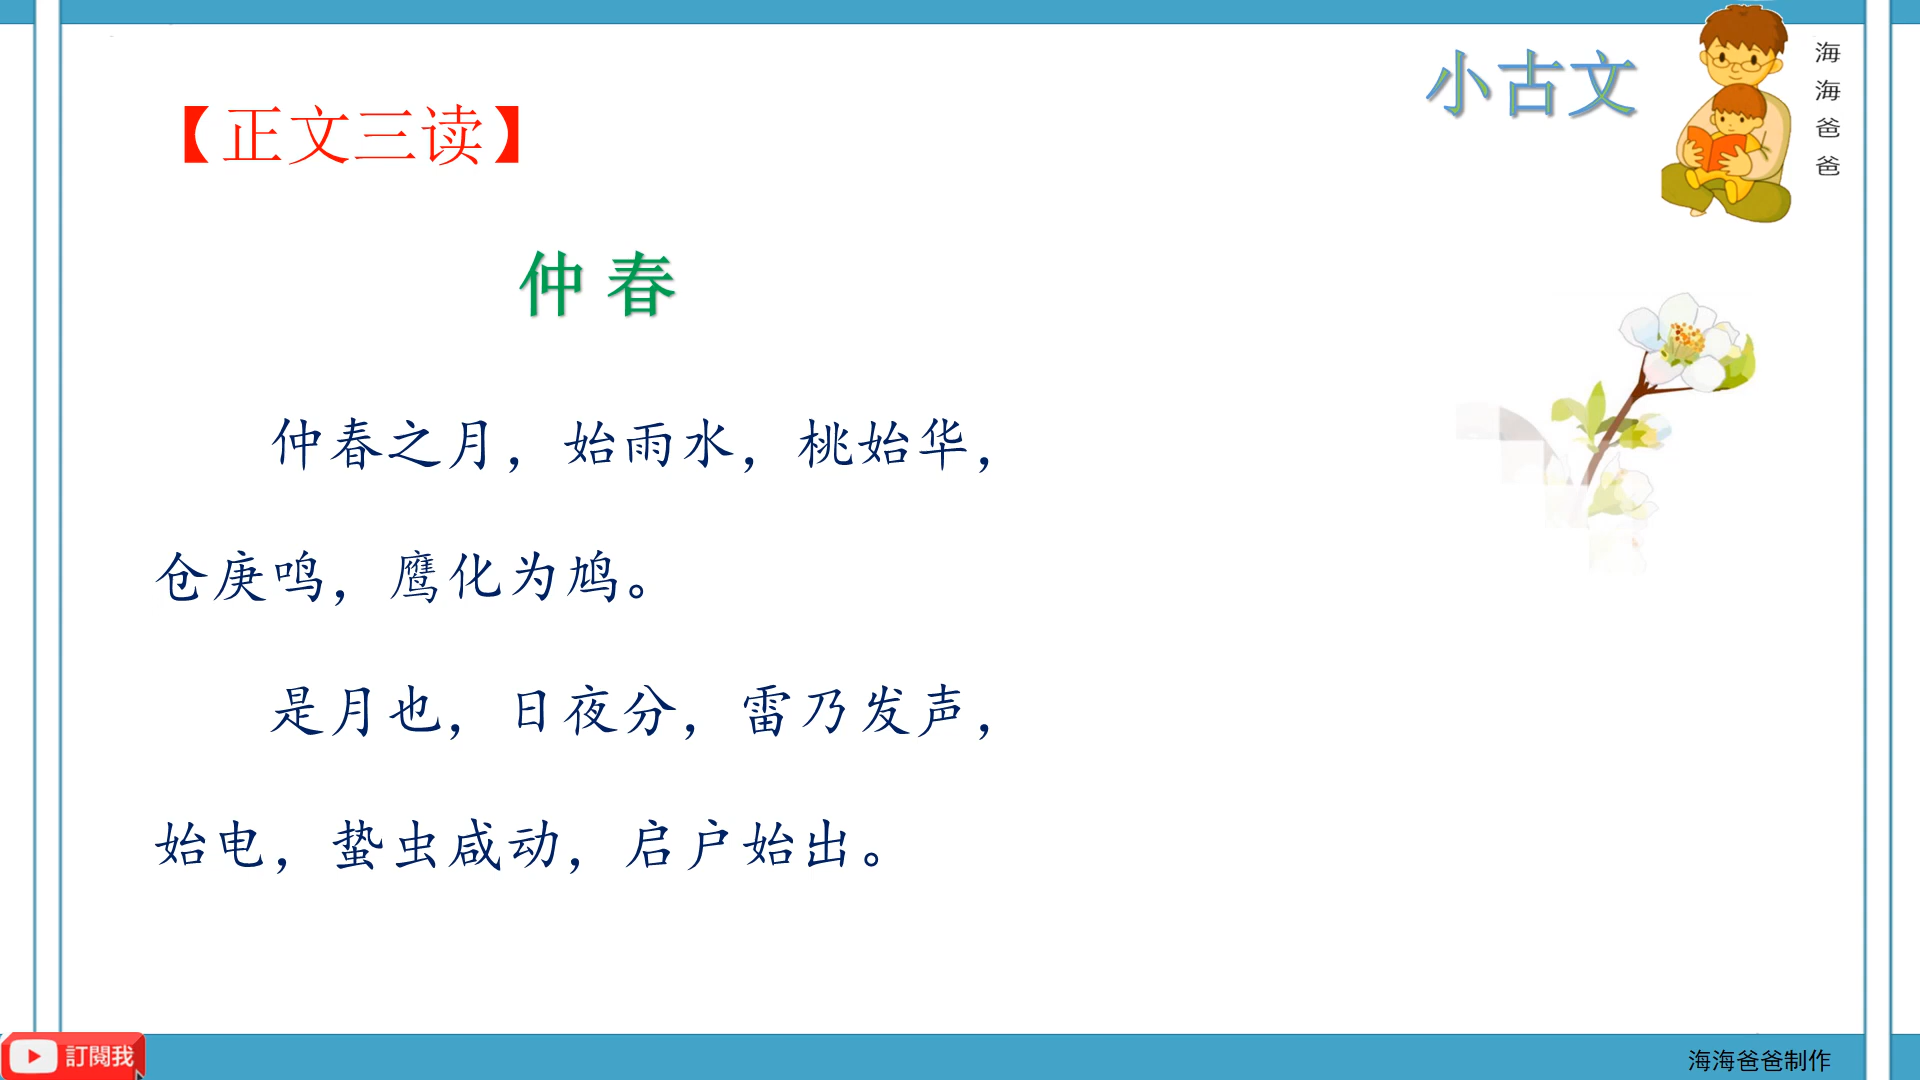 小古文
海海爸爸
【正文三读】
仲春
仲春之月，始雨水，桃始华，
仓庚鸣，鹰化为鸠。
是月也，日夜分，雷乃发声，
始电，蛰虫咸动，启户始出。
訂閱我
海海爸爸制作